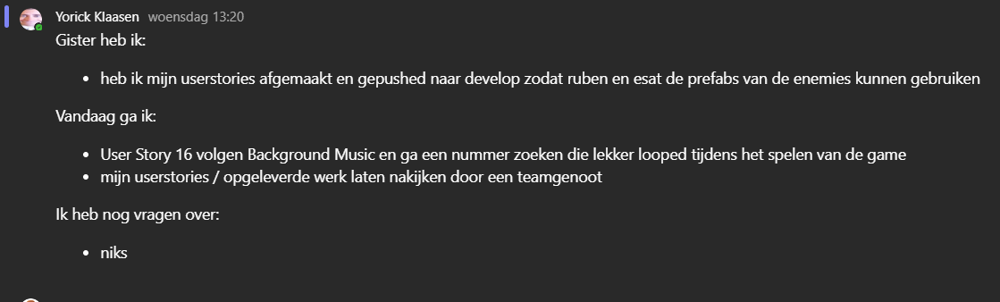 Yorick Klaasen woensdag 13:20
Gister heb ik:
• heb ik mijn userstories afgemaakt en gepushed naar develop zodat ruben en esat de prefabs van de enemies kunnen gebruiken
Vandaag ga ik:
• User Story 16 volgen Background Music en ga een nummer zoeken die lekker looped tijdens het spelen van de game
• mijn userstories / opgeleverde werk laten nakijken door een teamgenoot
Ik heb nog vragen over:
• niks